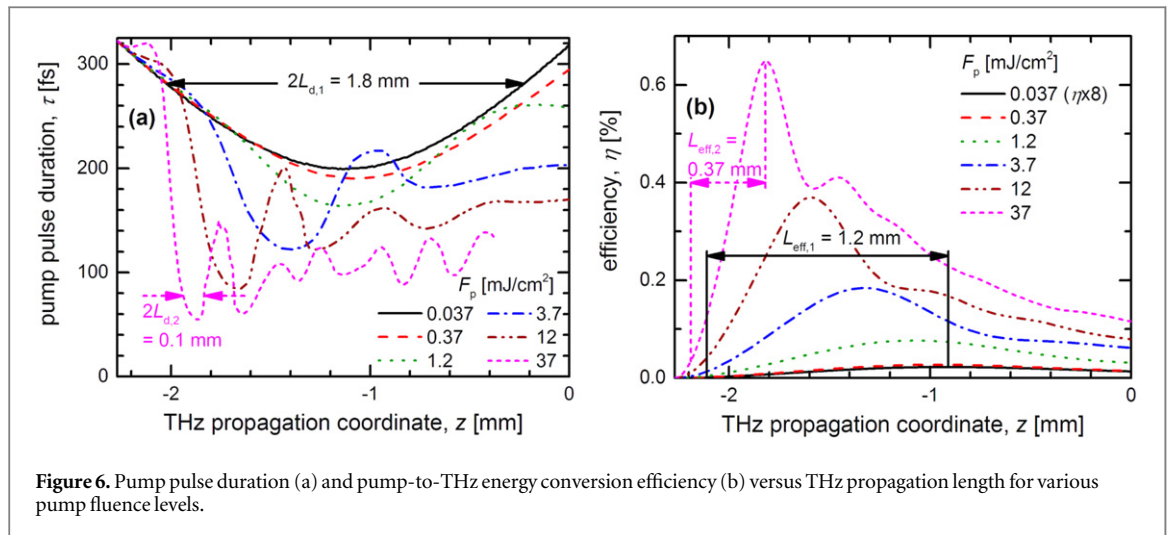 300
200
100
0
pump pulse duration, τ [fs]
(a)
2L_d,1 = 1.8 mm
2L_d,2
= 0.1 mm
F_p [mJ/cm²]
0.037
0.37
1.2
3.7
12
37
-2
-1
0
THz propagation coordinate, z [mm]
0.6
0.4
0.2
0.0
efficiency, η [%]
(b)
L_eff,2 =
0.37 mm
L_eff,1 = 1.2 mm
F_p [mJ/cm²]
0.037 (ηx8)
0.37
1.2
3.7
12
37
-2
-1
0
THz propagation coordinate, z [mm]
Figure 6. Pump pulse duration (a) and pump-to-THz energy conversion efficiency (b) versus THz propagation length for various
pump fluence levels.